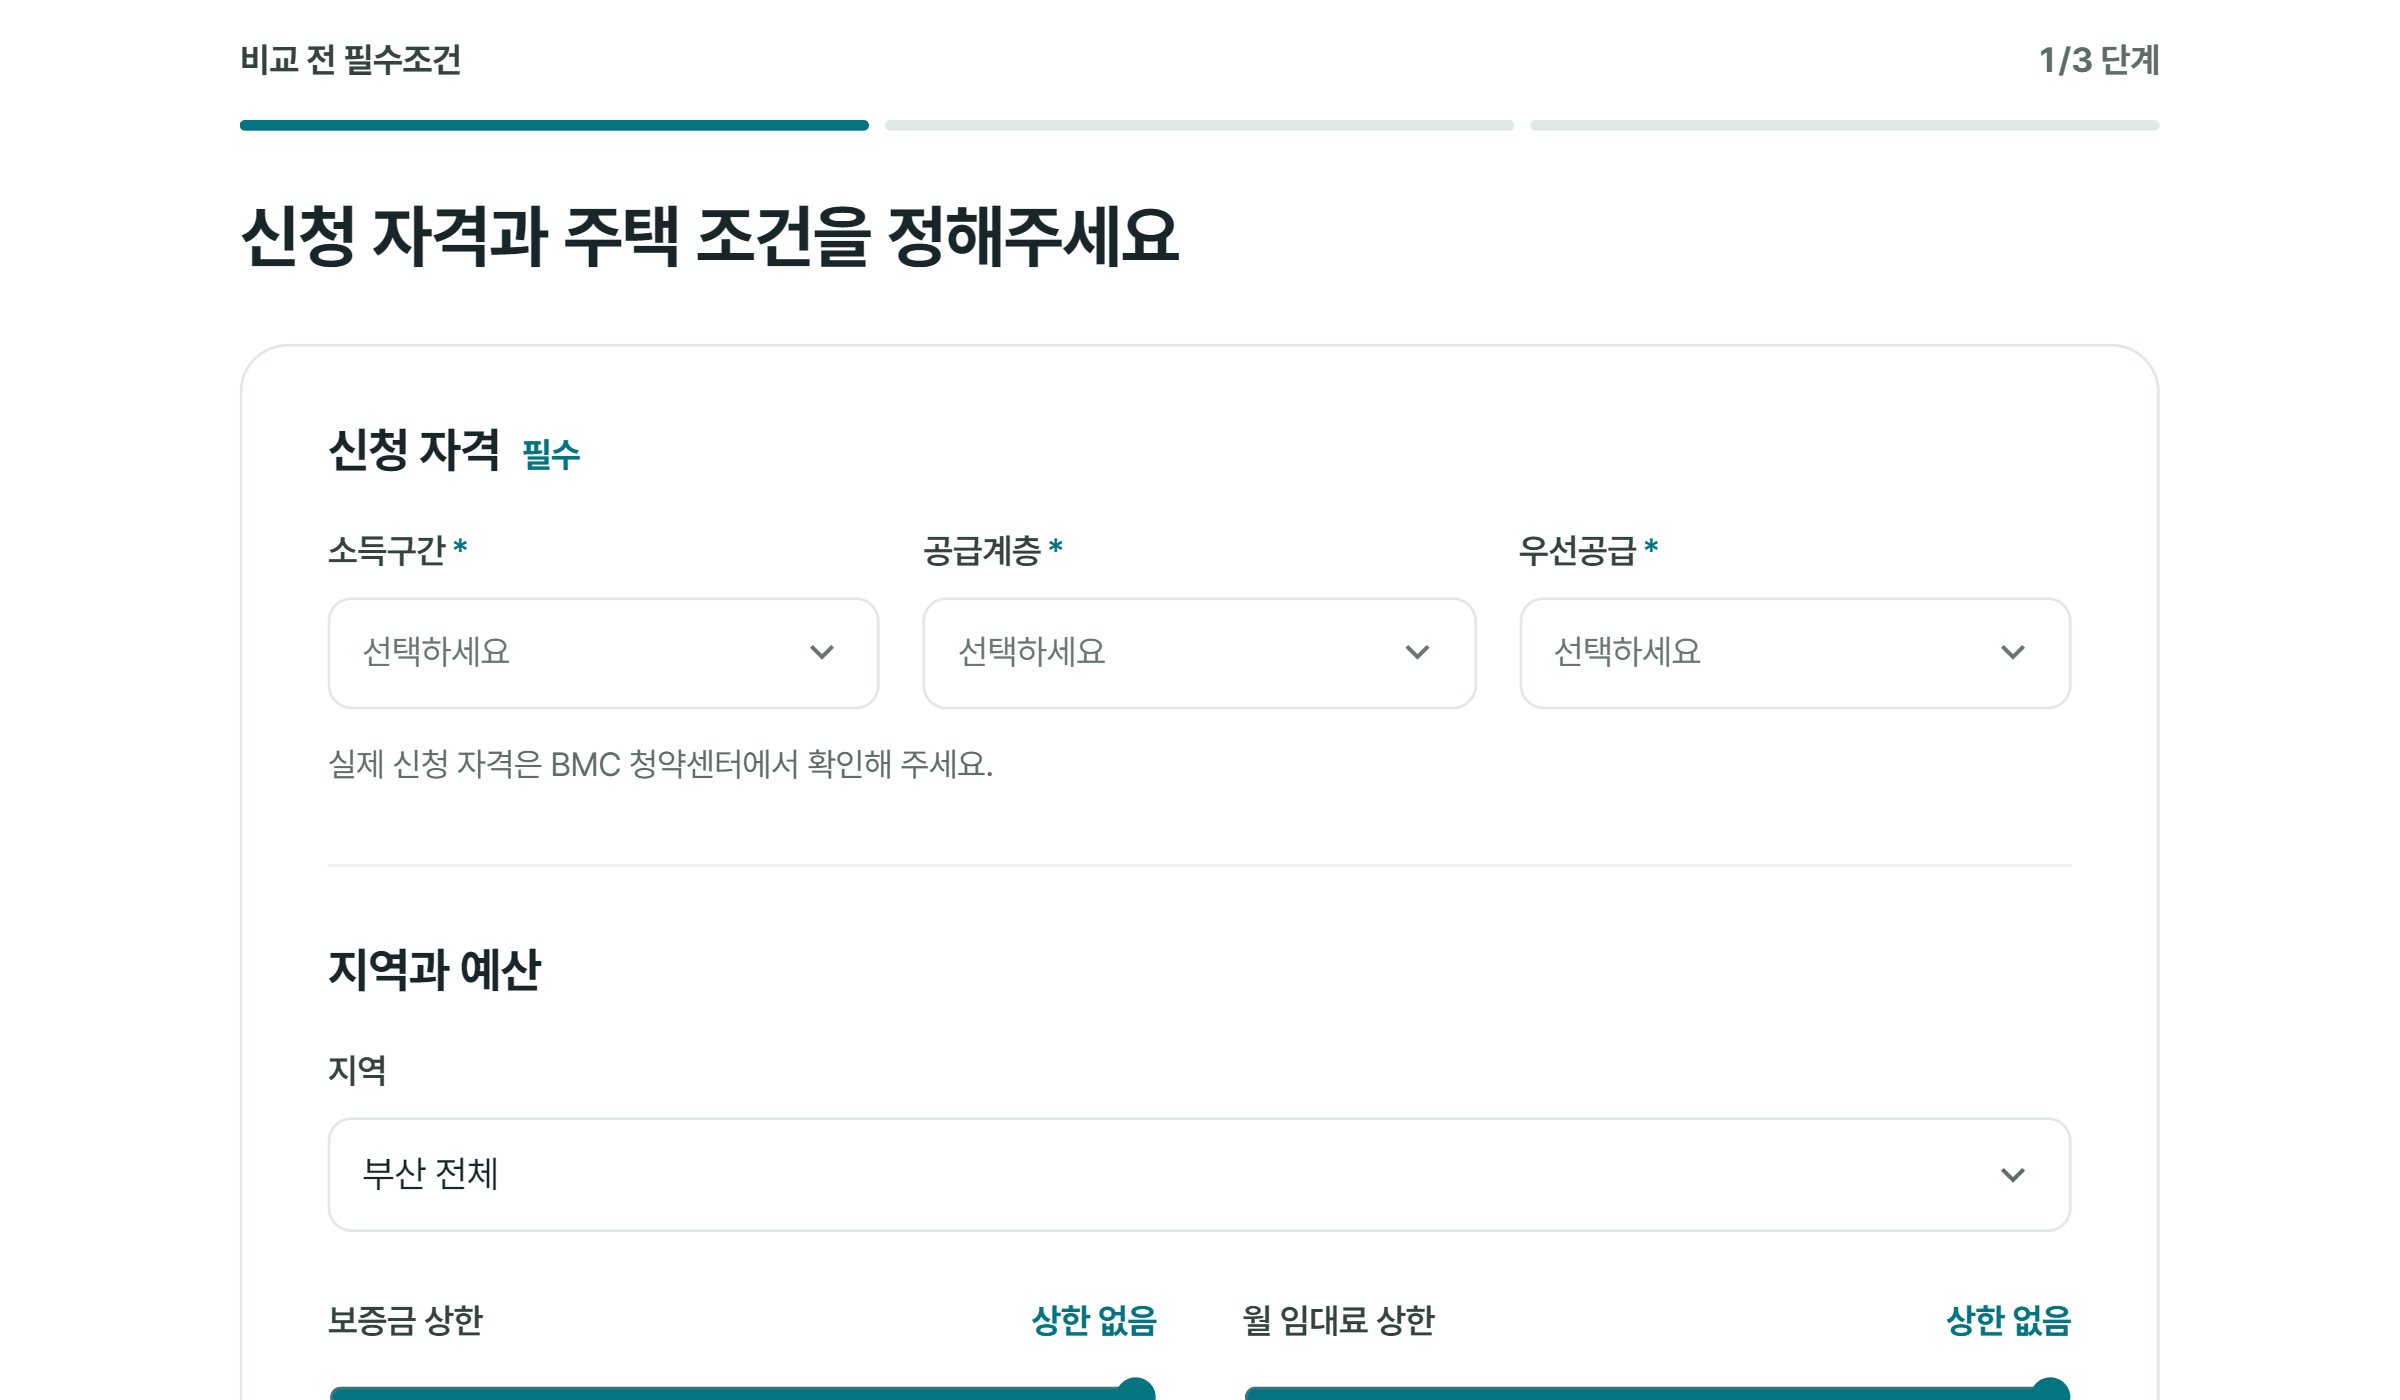 비교 전 필수조건
1/3 단계
신청 자격과 주택 조건을 정해주세요
신청 자격 필수
소득구간 *
공급계층 *
우선공급 *
선택하세요
선택하세요
선택하세요
실제 신청 자격은 BMC 청약센터에서 확인해 주세요.
지역과 예산
지역
부산 전체
보증금 상한
상한 없음
월 임대료 상한
상한 없음